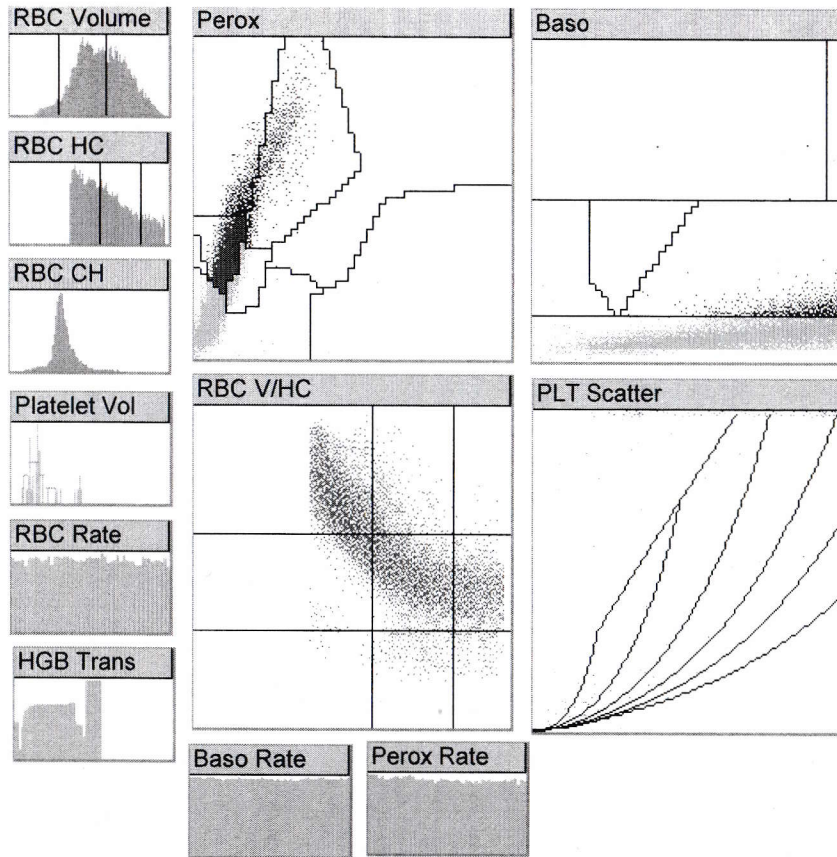 RBC Volume
Perox
Baso
RBC HC
RBC CH
Platelet Vol
RBC V/HC
PLT Scatter
RBC Rate
HGB Trans
Baso Rate
Perox Rate